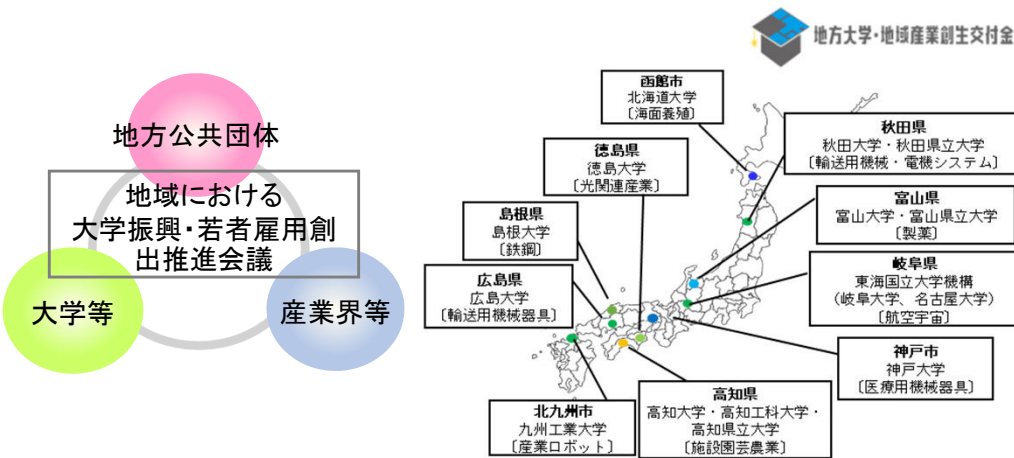 地方大学・地域産業創生交付金
地方公共団体
地域における
大学振興・若者雇用創
出推進会議
大学等
産業界等
函館市
北海道大学
〔海面養殖〕
秋田県
秋田大学・秋田県立大学
〔輸送用機械・電機システム〕
徳島県
徳島大学
〔光関連産業〕
富山県
富山大学・富山県立大学
〔製薬〕
島根県
島根大学
〔鉄鋼〕
岐阜県
東海国立大学機構
（岐阜大学、名古屋大学）
〔航空宇宙〕
広島県
広島大学
〔輸送用機械器具〕
神戸市
神戸大学
〔医療用機械器具〕
高知県
高知大学・高知工科大学・
高知県立大学
〔施設園芸農業〕
北九州市
九州工業大学
〔産業ロボット〕